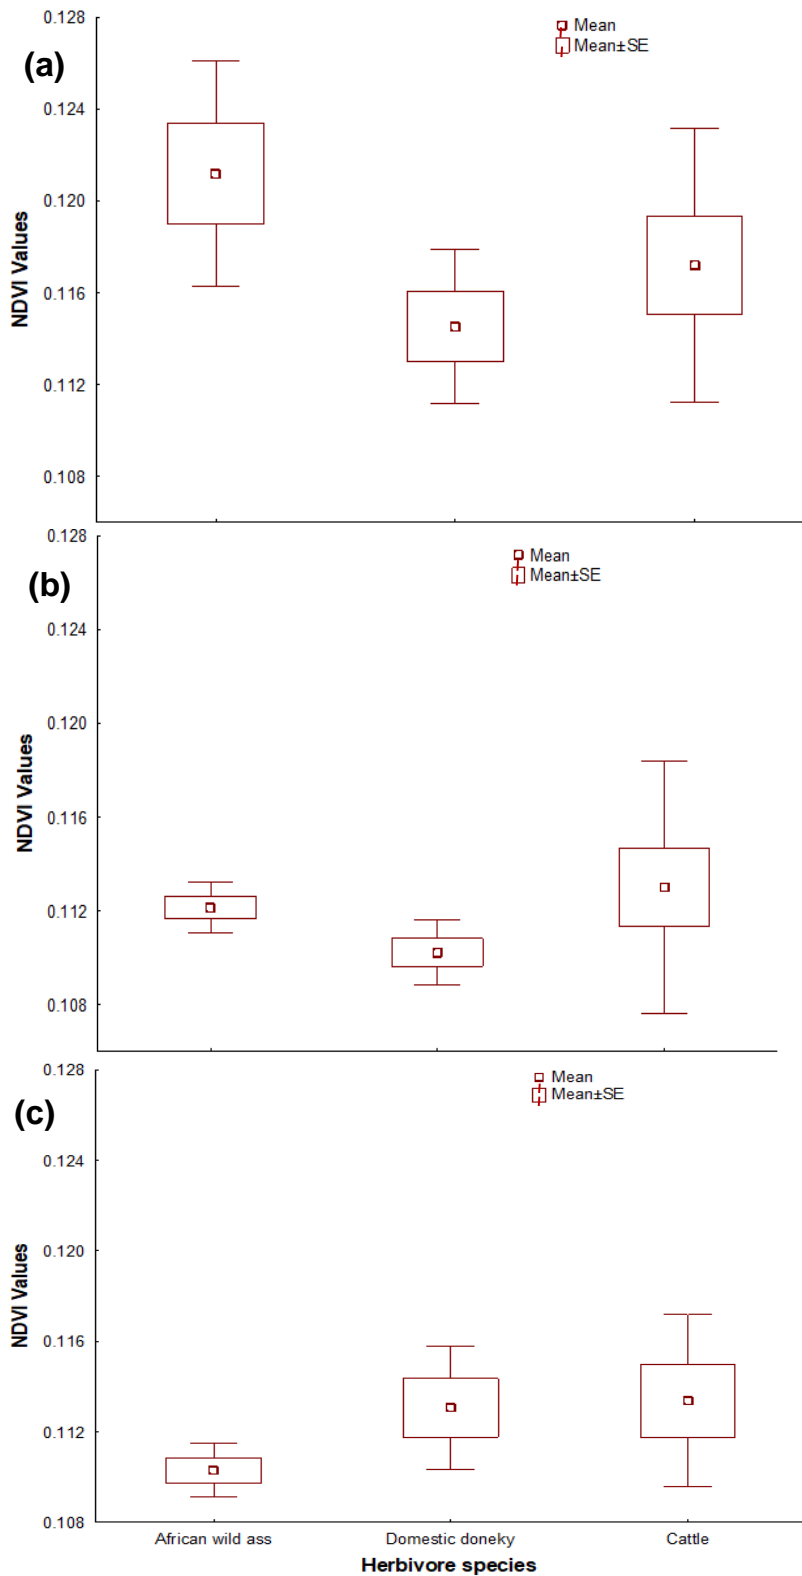 0.128
Mean
Mean±SE
(a)
0.124
0.120
NDVI Values
0.116
0.112
0.108
0.128
Mean
Mean±SE
(b)
0.124
0.120
NDVI Values
0.116
0.112
0.108
0.128
Mean
Mean±SE
(c)
0.124
0.120
NDVI Values
0.116
0.112
0.108
African wild ass Domestic doneky Cattle
Herbivore species